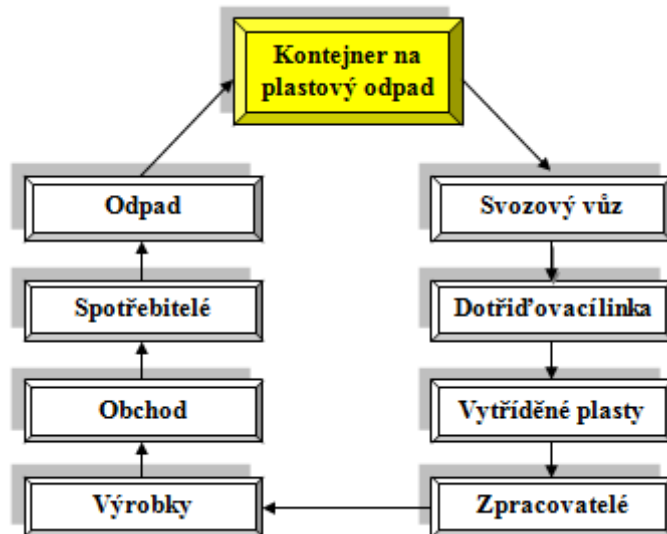 Kontejner na
plastový odpad
Odpad
Svozový vůz
Spotřebitelé
Dotřiďovací linka
Obchod
Vytříděné plasty
Výrobky
Zpracovatelé